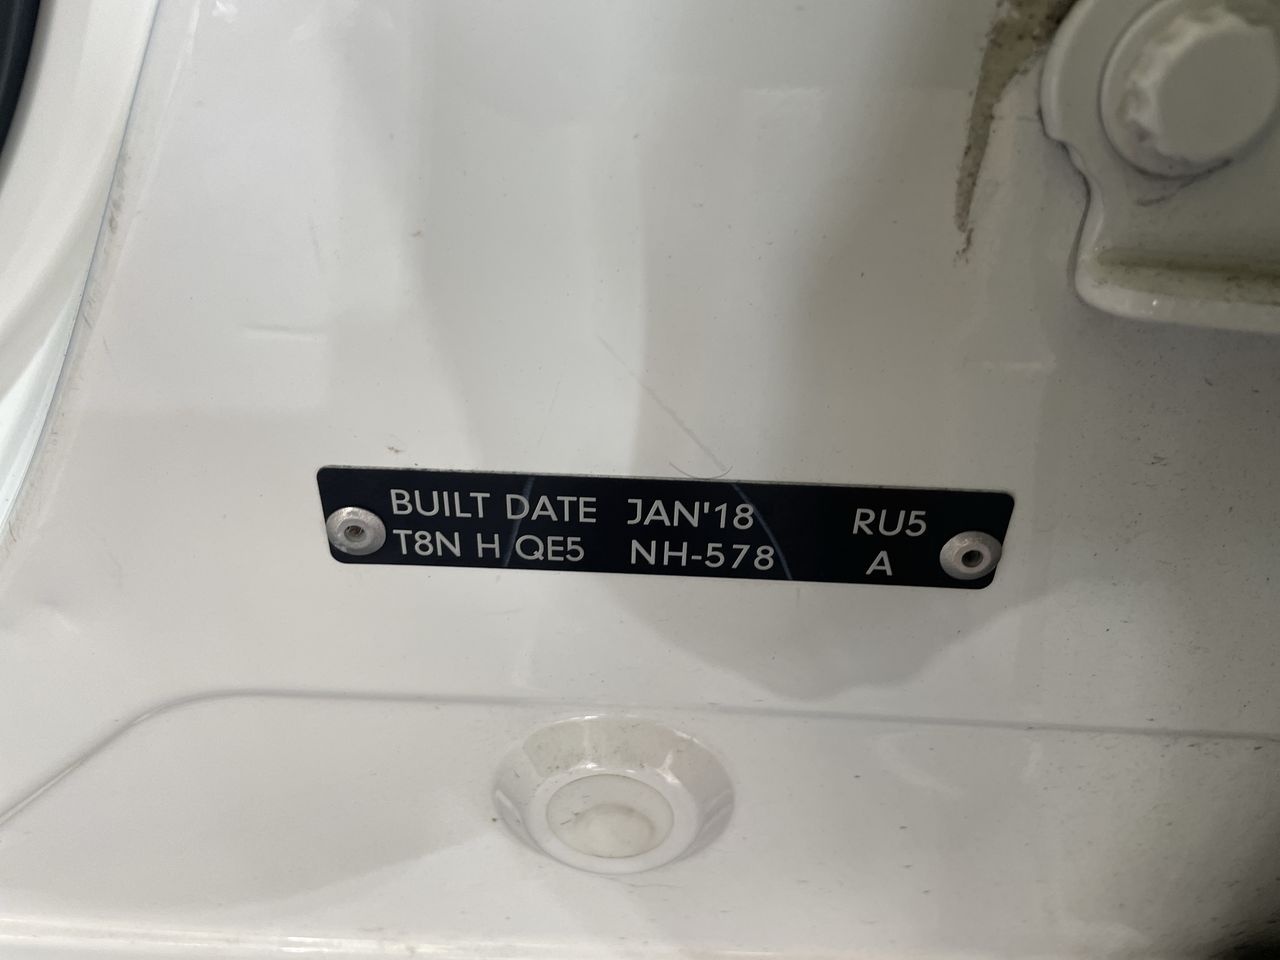 BUILT DATE JAN'18 RU5
T8N H QE5 NH-578 A